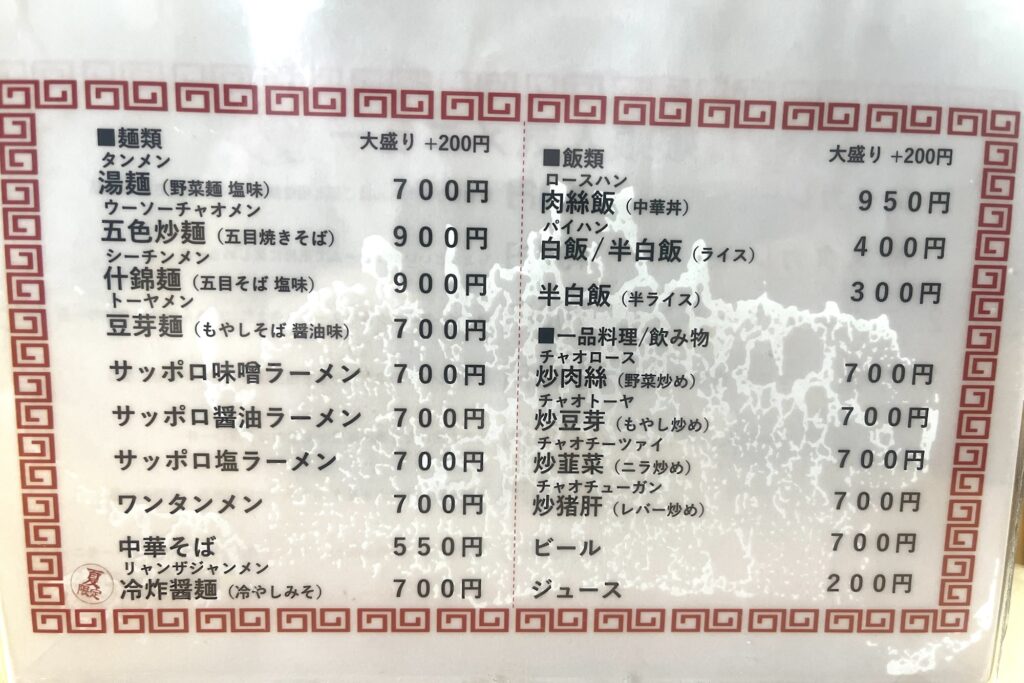 ■麺類 大盛り +200円
タンメン
湯麺（野菜麺 塩味） 700円
ウーソーチャオメン
五色炒麺（五目焼きそば） 900円
シーチンメン
什錦麺（五目そば 塩味） 900円
トーヤメン
豆芽麺（もやしそば 醤油味） 700円
サッポロ味噌ラーメン 700円
サッポロ醤油ラーメン 700円
サッポロ塩ラーメン 700円
ワンタンメン 700円
中華そば 550円
リャンザジャンメン
夏限定 冷炸醤麺（冷やしみそ） 700円
■飯類 大盛り +200円
ロースハン
肉絲飯（中華丼） 950円
パイハン
白飯/半白飯（ライス） 400円
半白飯（半ライス） 300円
■一品料理/飲み物
チャオロース
炒肉絲（野菜炒め） 700円
チャオトーヤ
炒豆芽（もやし炒め） 700円
チャオチーツァイ
炒韮菜（ニラ炒め） 700円
チャオチューガン
炒猪肝（レバー炒め） 700円
ビール 700円
ジュース 200円